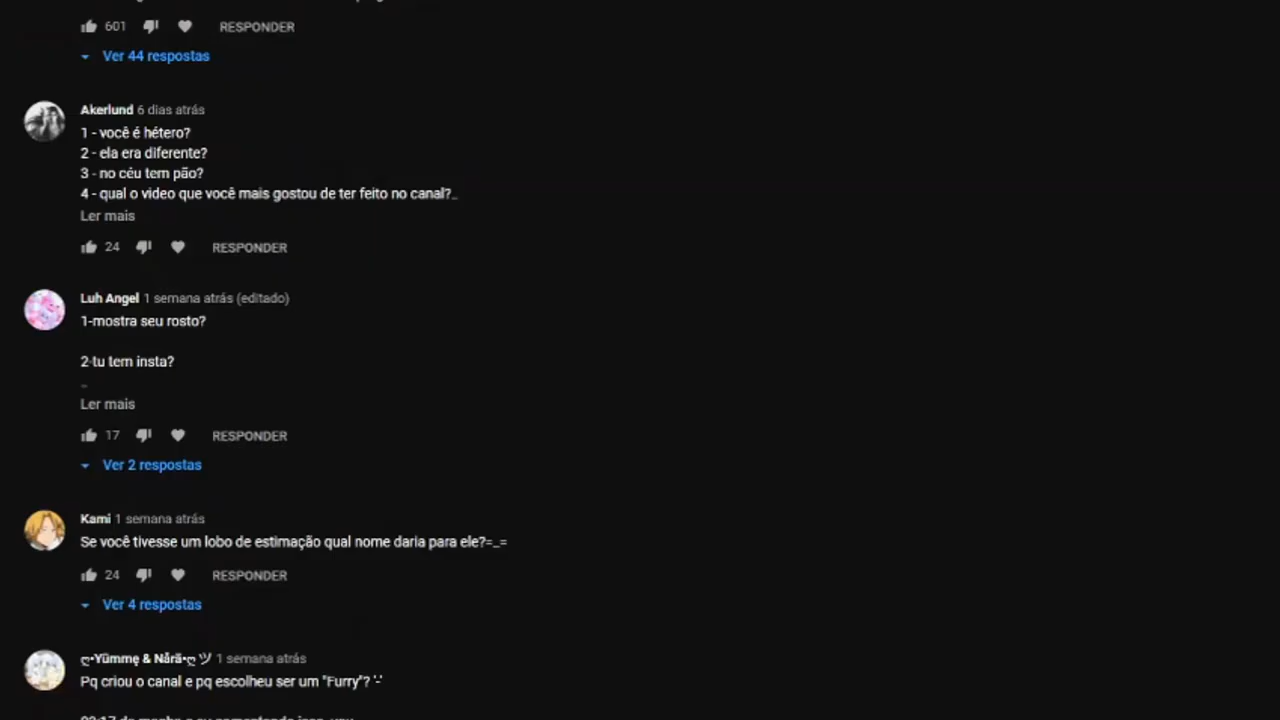 601 RESPONDER
Ver 44 respostas
Akerlund 6 dias atrás
1 - você é hétero?
2 - ela era diferente?
3 - no céu tem pão?
4 - qual o video que você mais gostou de ter feito no canal?_
Ler mais
24 RESPONDER
Luh Angel 1 semana atrás (editado)
1-mostra seu rosto?
2-tu tem insta?
_
Ler mais
17 RESPONDER
Ver 2 respostas
Kami 1 semana atrás
Se você tivesse um lobo de estimação qual nome daria para ele?=_=
24 RESPONDER
Ver 4 respostas
ღ•Yūmmę & Nårã•ღ ツ 1 semana atrás
Pq criou o canal e pq escolheu ser um "Furry"? '-'